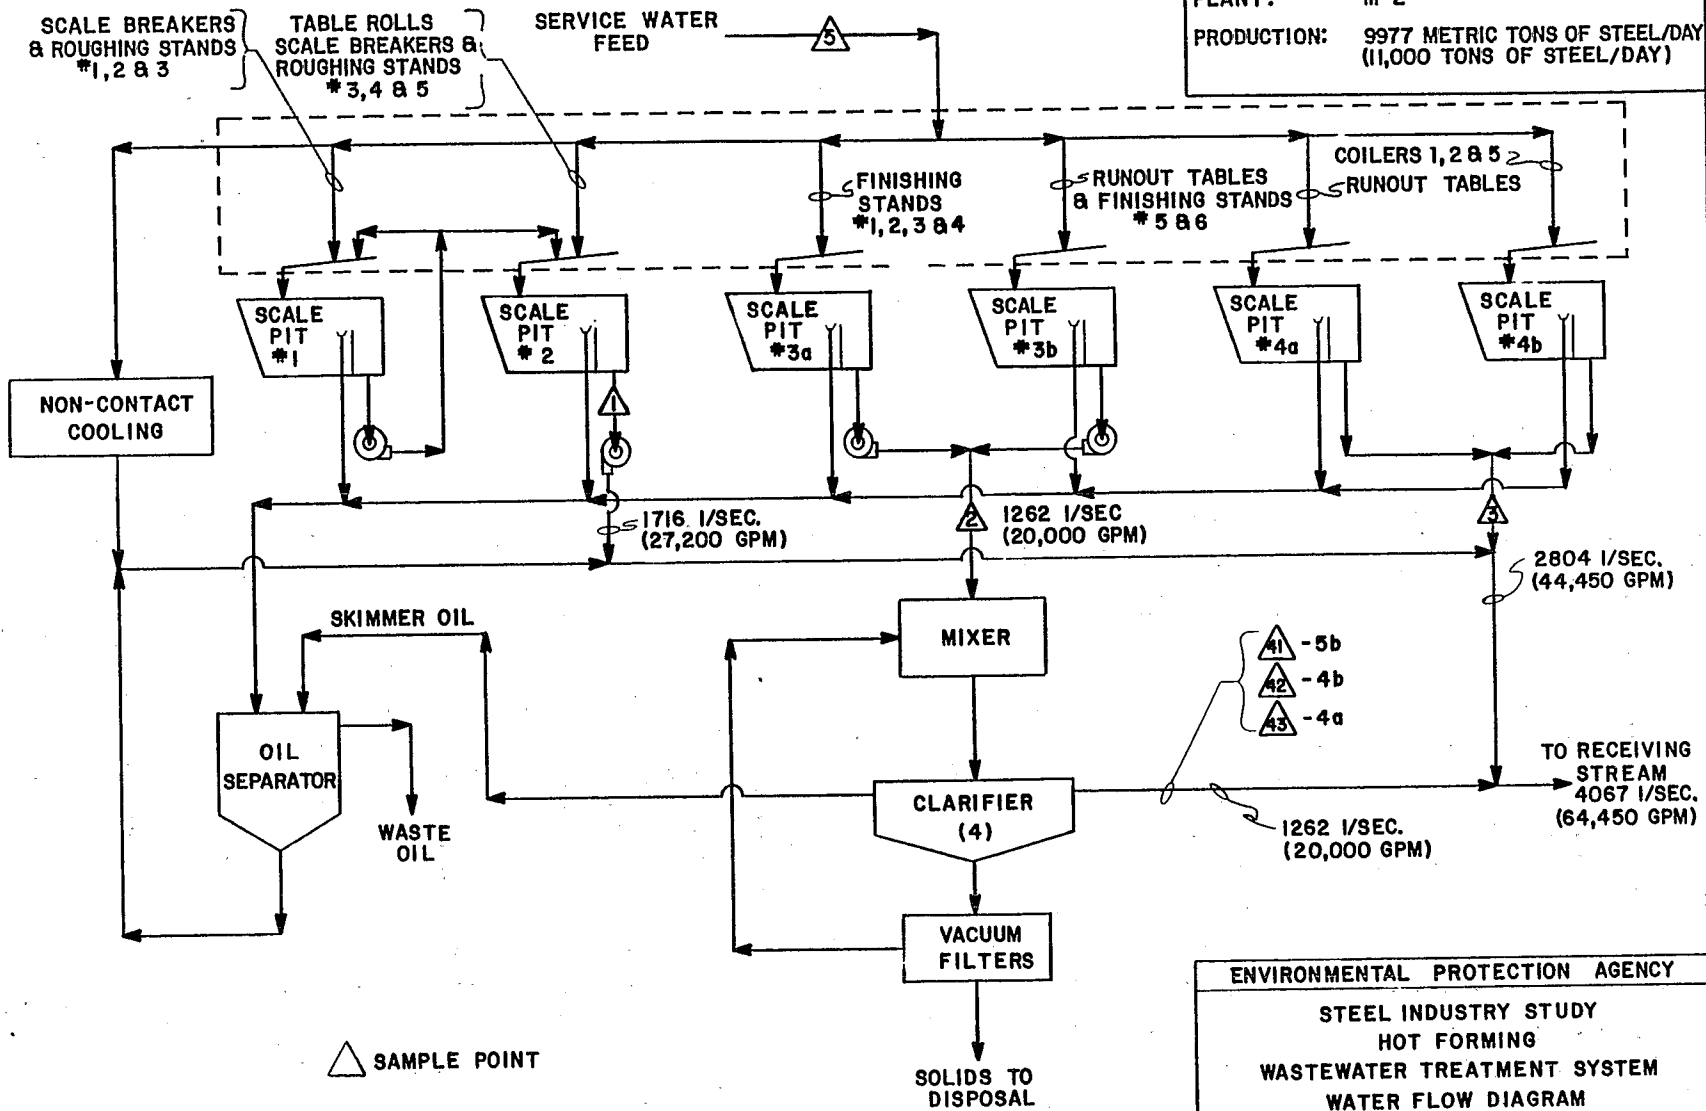 SCALE BREAKERS
& ROUGHING STANDS
#1, 2 & 3
TABLE ROLLS
SCALE BREAKERS &
ROUGHING STANDS
#3, 4 & 5
SERVICE WATER
FEED
5
PRODUCTION: 9977 METRIC TONS OF STEEL/DAY
(11,000 TONS OF STEEL/DAY)
FINISHING
STANDS
#1, 2, 3 & 4
RUNOUT TABLES
& FINISHING STANDS
#5 & 6
COILERS 1, 2 & 5
RUNOUT TABLES
SCALE
PIT
#1
SCALE
PIT
#2
SCALE
PIT
#3a
SCALE
PIT
#3b
SCALE
PIT
#4a
SCALE
PIT
#4b
NON-CONTACT
COOLING
1
1716 l/SEC.
(27,200 GPM)
2
1262 l/SEC
(20,000 GPM)
3
2804 l/SEC.
(44,450 GPM)
SKIMMER OIL
MIXER
41 -5b
42 -4b
43 -4a
OIL
SEPARATOR
WASTE
OIL
CLARIFIER
(4)
1262 l/SEC.
(20,000 GPM)
TO RECEIVING
STREAM
4067 l/SEC.
(64,450 GPM)
VACUUM
FILTERS
SOLIDS TO
DISPOSAL
SAMPLE POINT
ENVIRONMENTAL PROTECTION AGENCY
STEEL INDUSTRY STUDY
HOT FORMING
WASTEWATER TREATMENT SYSTEM
WATER FLOW DIAGRAM